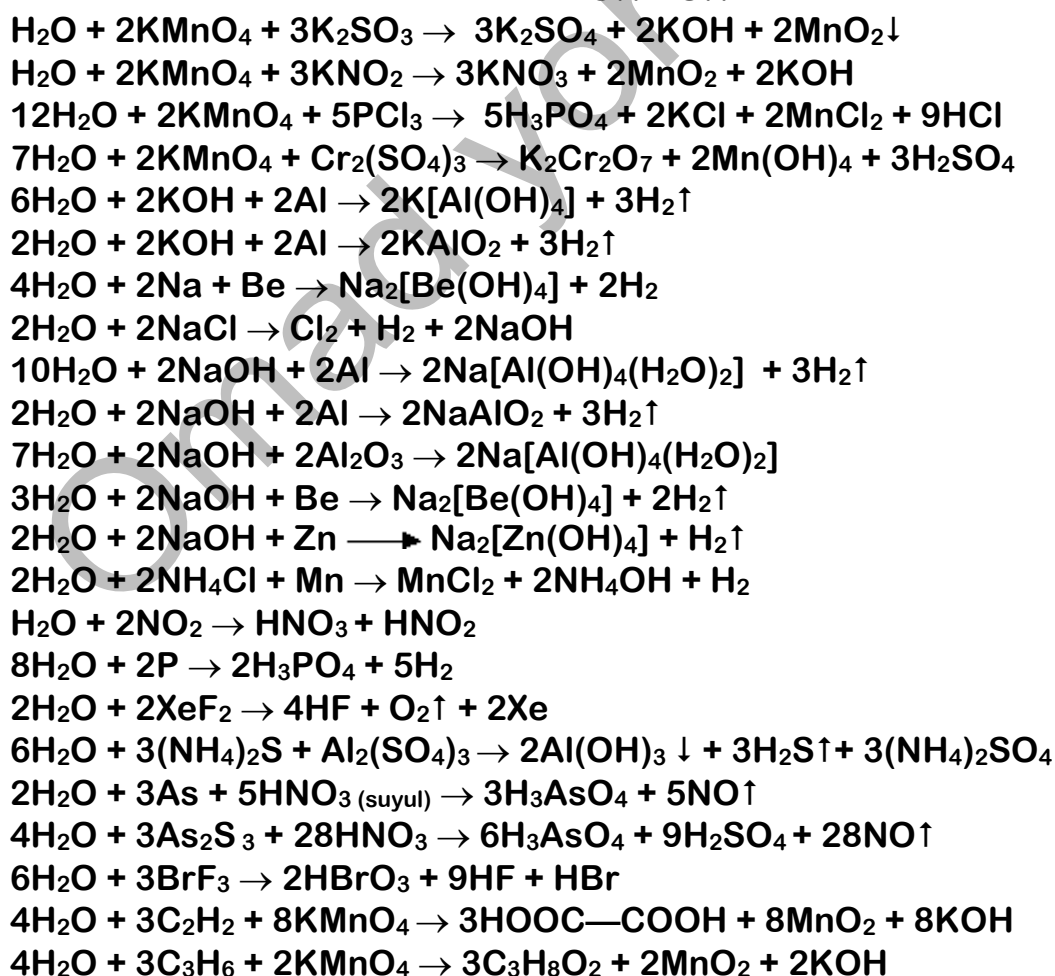 H₂O + 2KMnO₄ + 3K₂SO₃ → 3K₂SO₄ + 2KOH + 2MnO₂↓
H₂O + 2KMnO₄ + 3KNO₂ → 3KNO₃ + 2MnO₂ + 2KOH
12H₂O + 2KMnO₄ + 5PCl₃ → 5H₃PO₄ + 2KCl + 2MnCl₂ + 9HCl
7H₂O + 2KMnO₄ + Cr₂(SO₄)₃ → K₂Cr₂O₇ + 2Mn(OH)₄ + 3H₂SO₄
6H₂O + 2KOH + 2Al → 2K[Al(OH)₄] + 3H₂↑
2H₂O + 2KOH + 2Al → 2KAlO₂ + 3H₂↑
4H₂O + 2Na + Be → Na₂[Be(OH)₄] + 2H₂
2H₂O + 2NaCl → Cl₂ + H₂ + 2NaOH
10H₂O + 2NaOH + 2Al → 2Na[Al(OH)₄(H₂O)₂] + 3H₂↑
2H₂O + 2NaOH + 2Al → 2NaAlO₂ + 3H₂↑
7H₂O + 2NaOH + 2Al₂O₃ → 2Na[Al(OH)₄(H₂O)₂]
3H₂O + 2NaOH + Be → Na₂[Be(OH)₄] + 2H₂↑
2H₂O + 2NaOH + Zn ⟶ Na₂[Zn(OH)₄] + H₂↑
2H₂O + 2NH₄Cl + Mn → MnCl₂ + 2NH₄OH + H₂
H₂O + 2NO₂ → HNO₃ + HNO₂
8H₂O + 2P → 2H₃PO₄ + 5H₂
2H₂O + 2XeF₂ → 4HF + O₂↑ + 2Xe
6H₂O + 3(NH₄)₂S + Al₂(SO₄)₃ → 2Al(OH)₃ ↓ + 3H₂S↑+ 3(NH₄)₂SO₄
2H₂O + 3As + 5HNO₃ (suyul) → 3H₃AsO₄ + 5NO↑
4H₂O + 3As₂S ₃ + 28HNO₃ → 6H₃AsO₄ + 9H₂SO₄ + 28NO↑
6H₂O + 3BrF₃ → 2HBrO₃ + 9HF + HBr
4H₂O + 3C₂H₂ + 8KMnO₄ → 3HOOC—COOH + 8MnO₂ + 8KOH
4H₂O + 3C₃H₆ + 2KMnO₄ → 3C₃H₈O₂ + 2MnO₂ + 2KOH
Omad yor